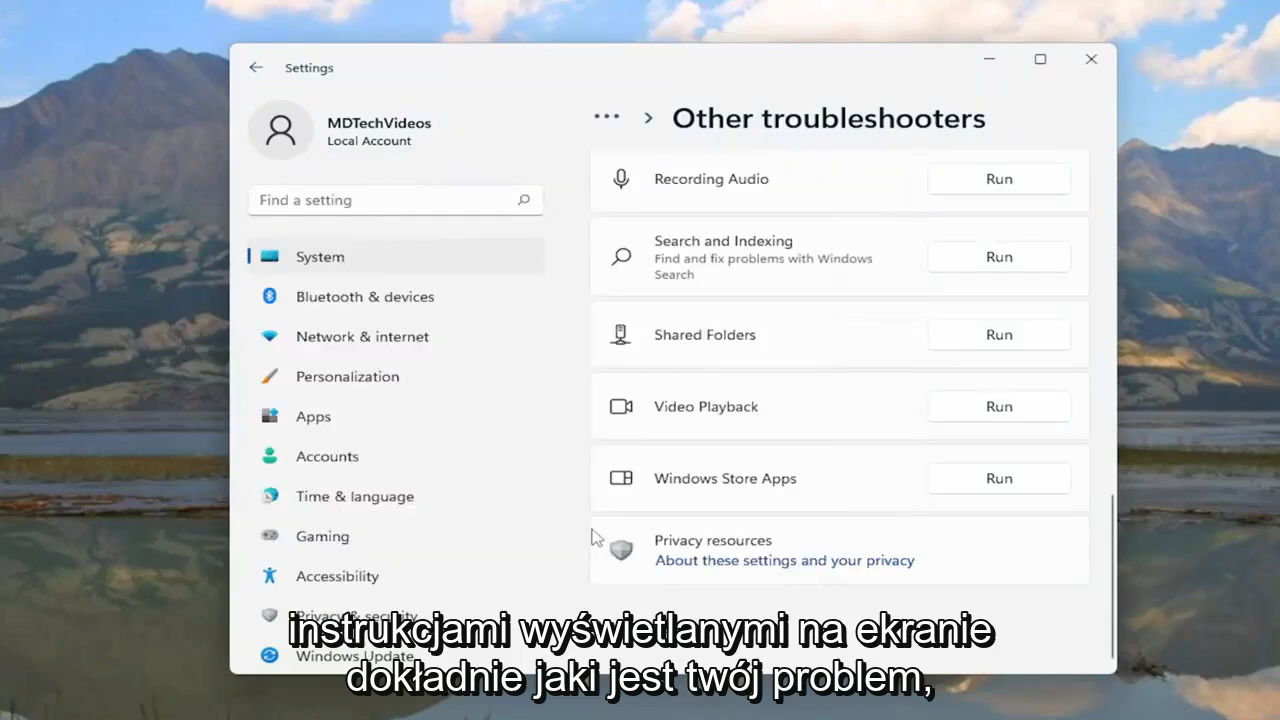 Settings
MDTechVideos
Local Account
Find a setting
System
Bluetooth & devices
Network & internet
Personalization
Apps
Accounts
Time & language
Gaming
Accessibility
Privacy & security
Windows Update
... > Other troubleshooters
Recording Audio Run
Search and Indexing Run
Find and fix problems with Windows
Search
Shared Folders Run
Video Playback Run
Windows Store Apps Run
Privacy resources
About these settings and your privacy
instrukcjami wyświetlanymi na ekranie
dokładnie jaki jest twój problem,